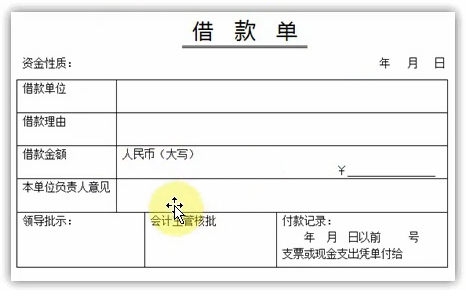 借款单
资金性质： 年 月 日
借款单位
借款理由
借款金额 人民币（大写）
￥
本单位负责人意见
领导批示： 会计主管核批 付款记录：
年 月 日以前 号
支票或现金支出凭单付给